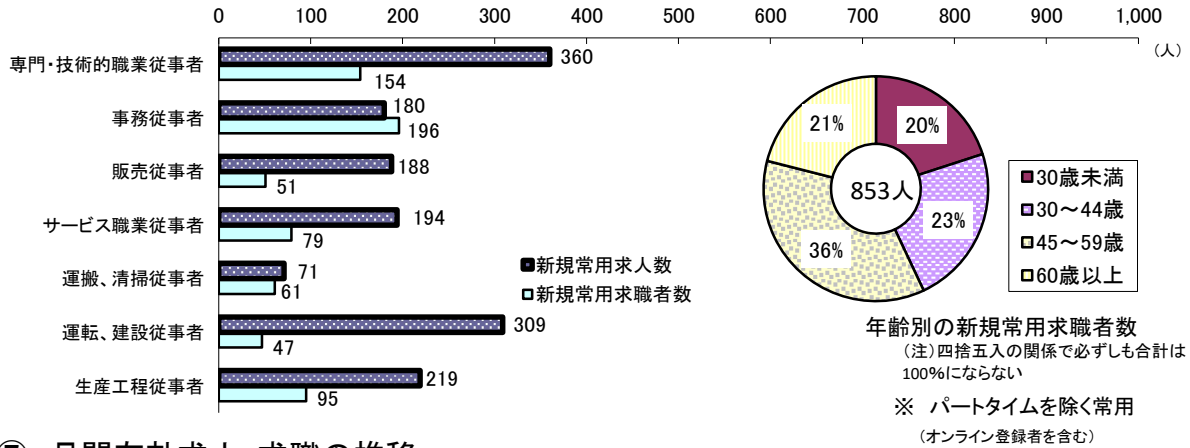 0 100 200 300 400 500 600 700 800 900 1,000
（人）
専門・技術的職業従事者
360
154
事務従事者
180
196
販売従事者
188
51
サービス職業従事者
194
79
運搬、清掃従事者
71
61
運転、建設従事者
309
47
生産工程従事者
219
95
新規常用求人数
新規常用求職者数
20%
23%
36%
21%
853人
30歳未満
30～44歳
45～59歳
60歳以上
年齢別の新規常用求職者数
（注）四捨五入の関係で必ずしも合計は
100%にならない
※　パートタイムを除く常用
（オンライン登録者を含む）